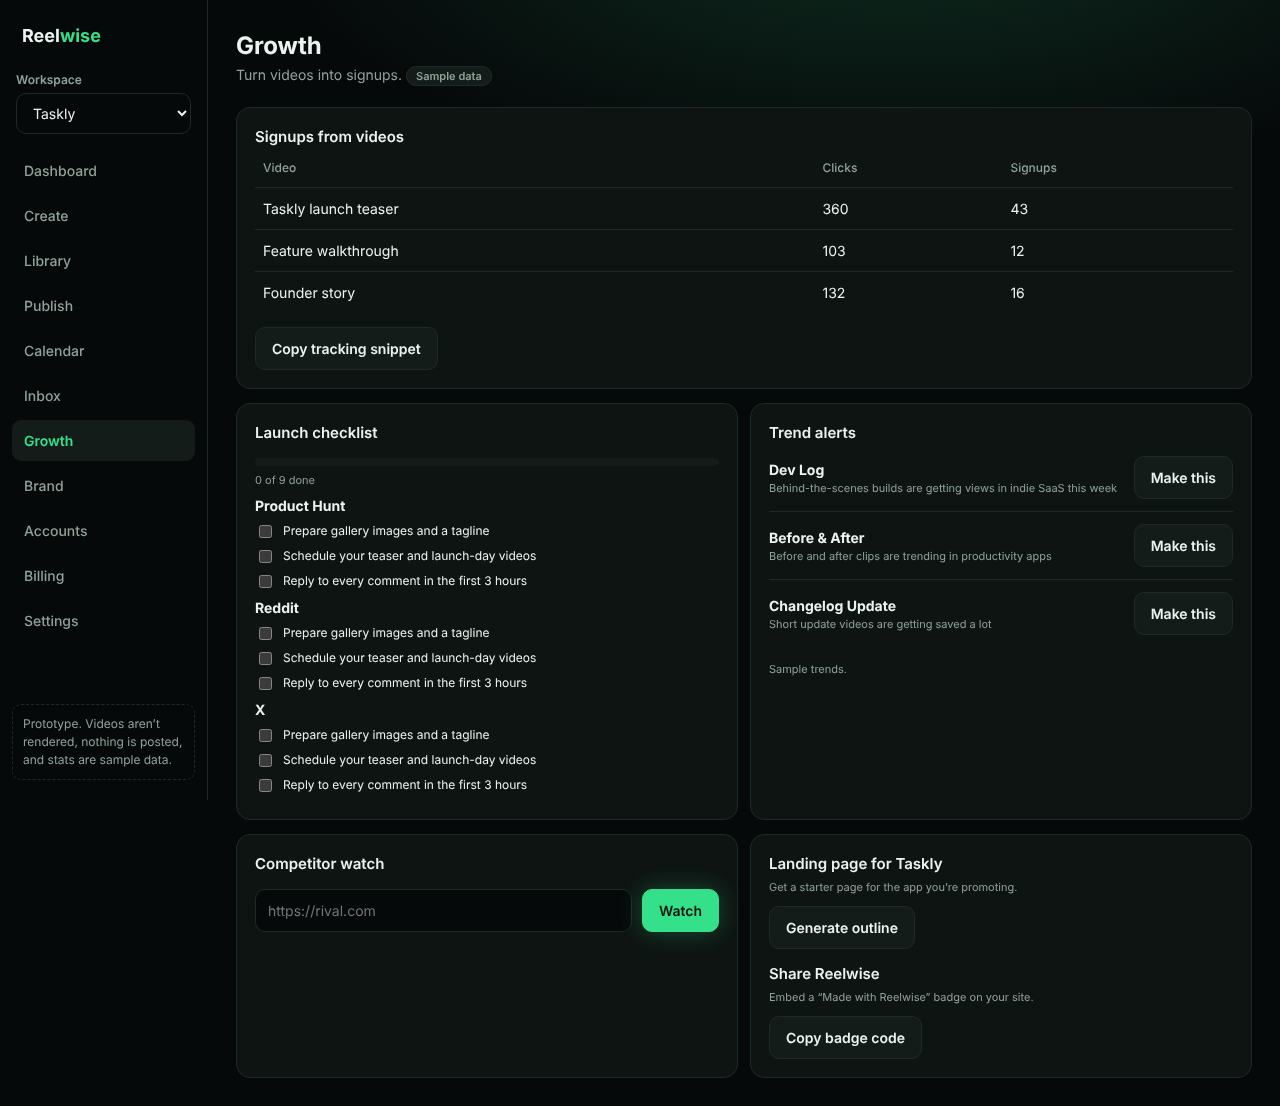 Reelwise
Workspace
Taskly
Dashboard
Create
Library
Publish
Calendar
Inbox
Growth
Brand
Accounts
Billing
Settings
Prototype. Videos aren’t
rendered, nothing is posted,
and stats are sample data.
Growth
Turn videos into signups. Sample data
Signups from videos
Video Clicks Signups
Taskly launch teaser 360 43
Feature walkthrough 103 12
Founder story 132 16
Copy tracking snippet
Launch checklist
0 of 9 done
Product Hunt
Prepare gallery images and a tagline
Schedule your teaser and launch-day videos
Reply to every comment in the first 3 hours
Reddit
Prepare gallery images and a tagline
Schedule your teaser and launch-day videos
Reply to every comment in the first 3 hours
X
Prepare gallery images and a tagline
Schedule your teaser and launch-day videos
Reply to every comment in the first 3 hours
Trend alerts
Dev Log
Behind-the-scenes builds are getting views in indie SaaS this week
Make this
Before & After
Before and after clips are trending in productivity apps
Make this
Changelog Update
Short update videos are getting saved a lot
Make this
Sample trends.
Competitor watch
https://rival.com
Watch
Landing page for Taskly
Get a starter page for the app you’re promoting.
Generate outline
Share Reelwise
Embed a “Made with Reelwise” badge on your site.
Copy badge code